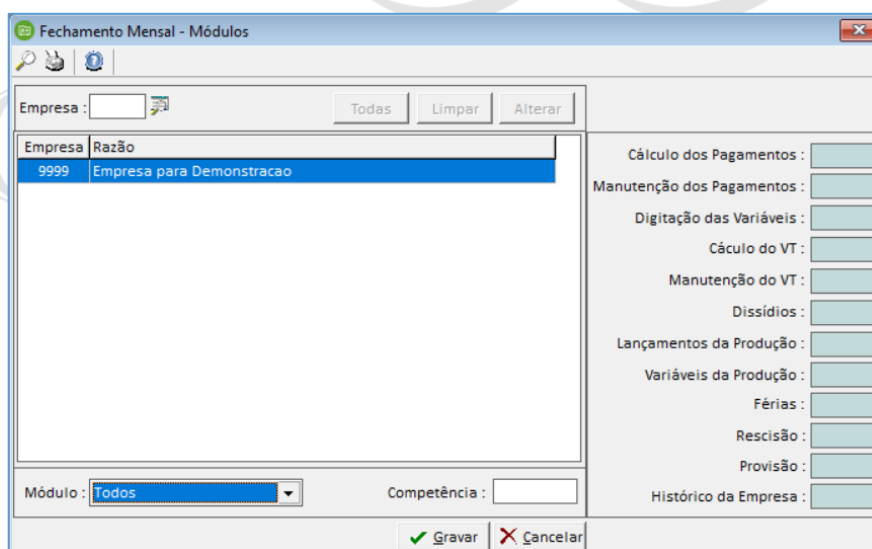 Fechamento Mensal - Módulos
Empresa :
Todas
Limpar
Alterar
Empresa Razão
9999 Empresa para Demonstracao
Módulo : Todos
Competência :
Gravar
Cancelar
Cálculo dos Pagamentos :
Manutenção dos Pagamentos :
Digitação das Variáveis :
Cáculo do VT :
Manutenção do VT :
Dissídios :
Lançamentos da Produção :
Variáveis da Produção :
Férias :
Rescisão :
Provisão :
Histórico da Empresa :